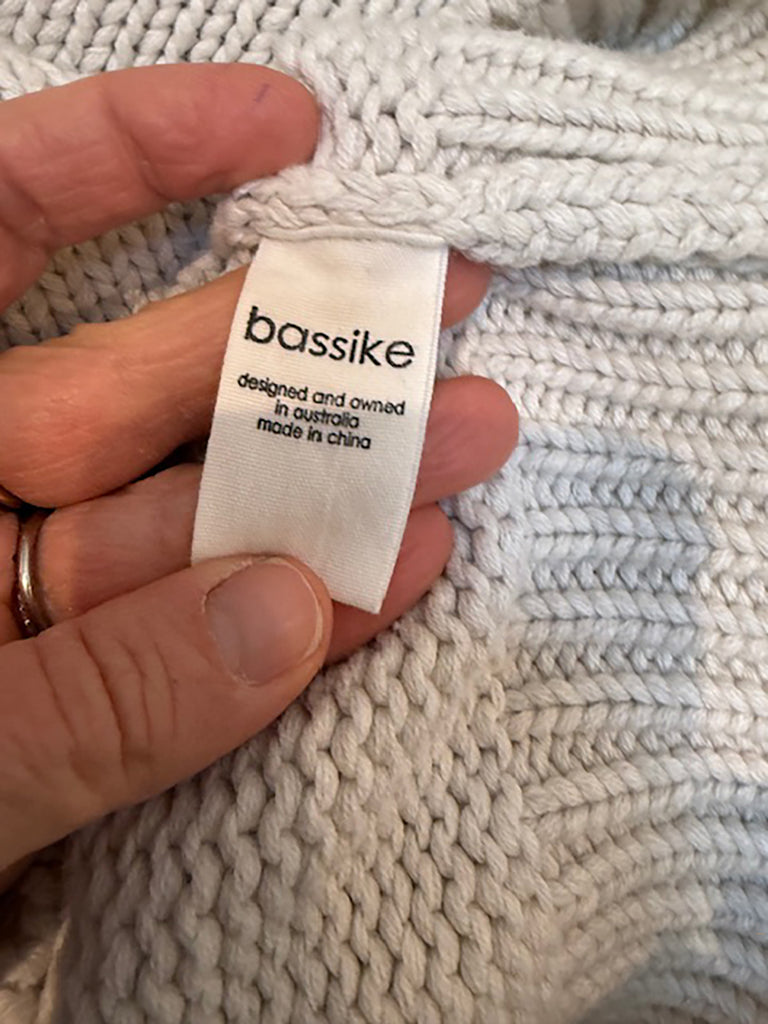 bassike
designed and owned
in australia
made in china